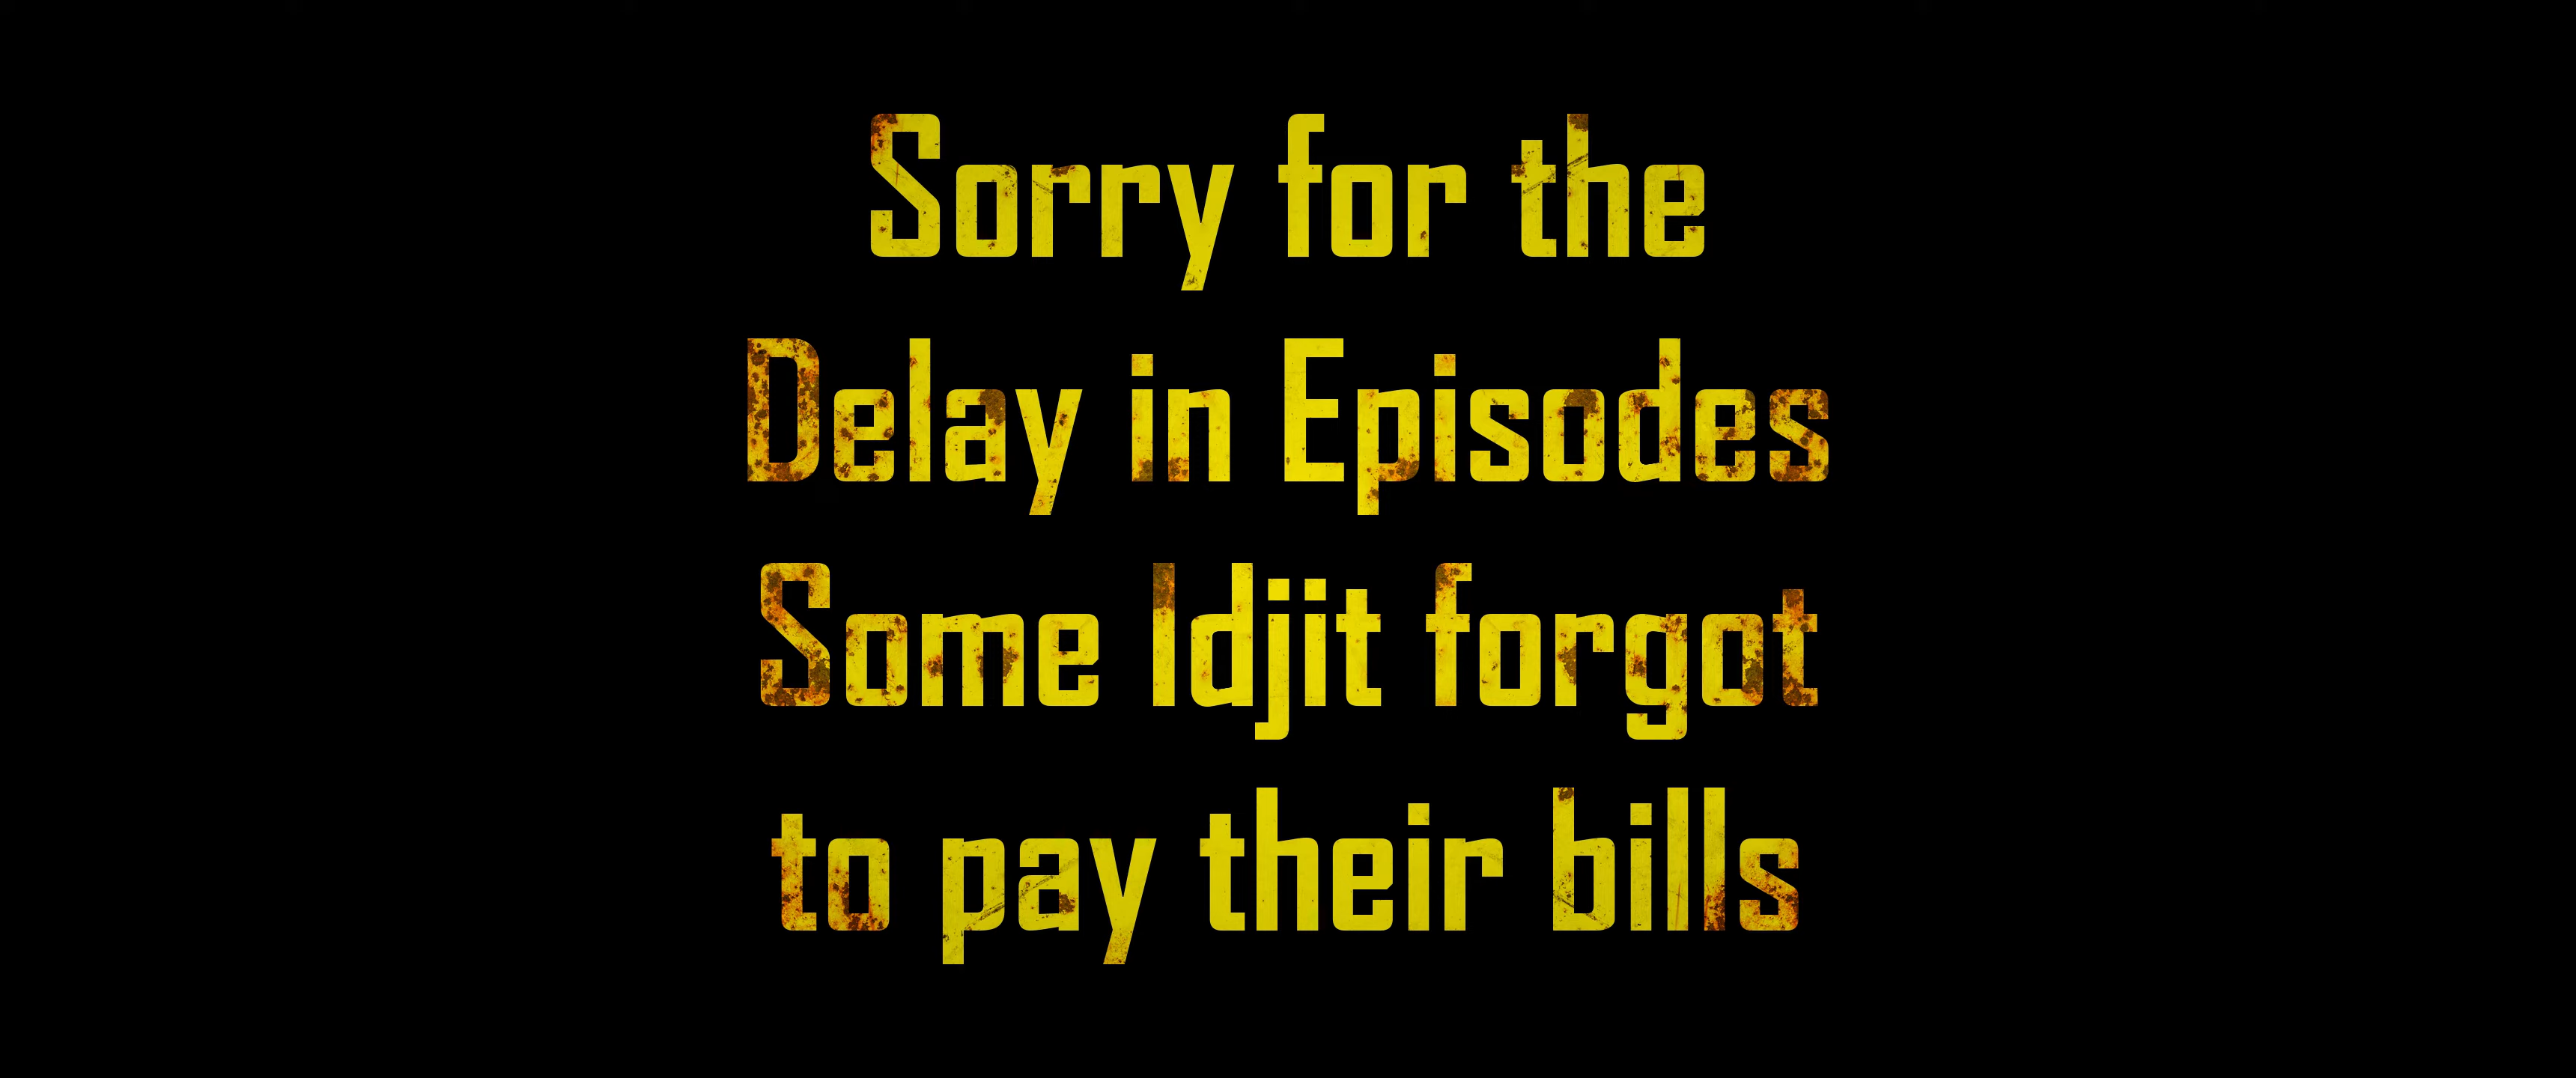 Sorry for the
Delay in Episodes
Some Idjit forgot
to pay their bills